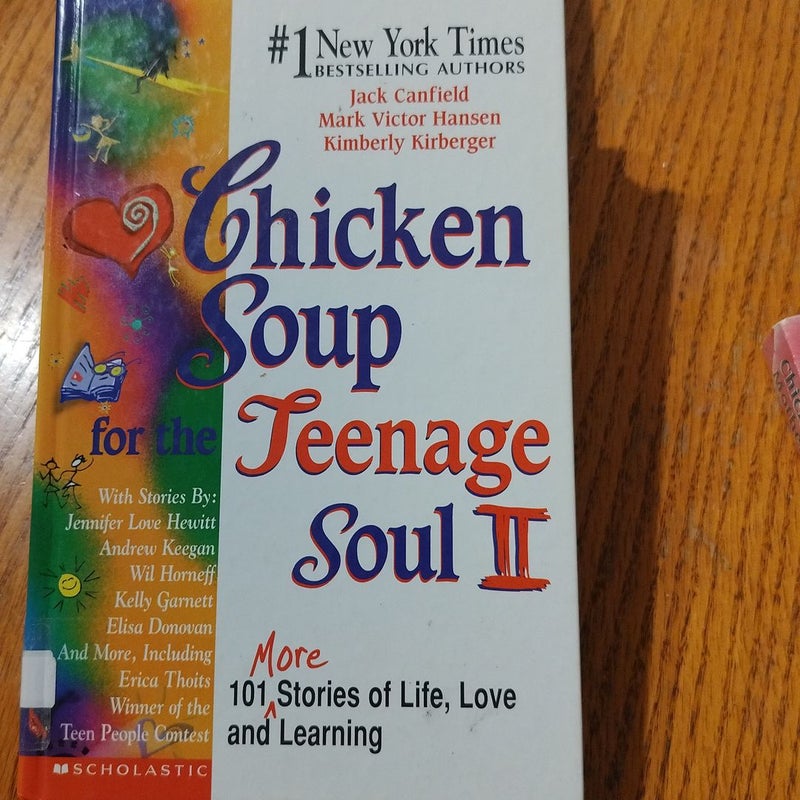 #1 New York Times
BESTSELLING AUTHORS
Jack Canfield
Mark Victor Hansen
Kimberly Kirberger
Chicken
Soup
for the Teenage
Soul II
With Stories By:
Jennifer Love Hewitt
Andrew Keegan
Wil Horneff
Kelly Garnett
Elisa Donovan
And More, Including
Erica Thoits
Winner of the
Teen People Contest
More
101 Stories of Life, Love
and Learning
SCHOLASTIC